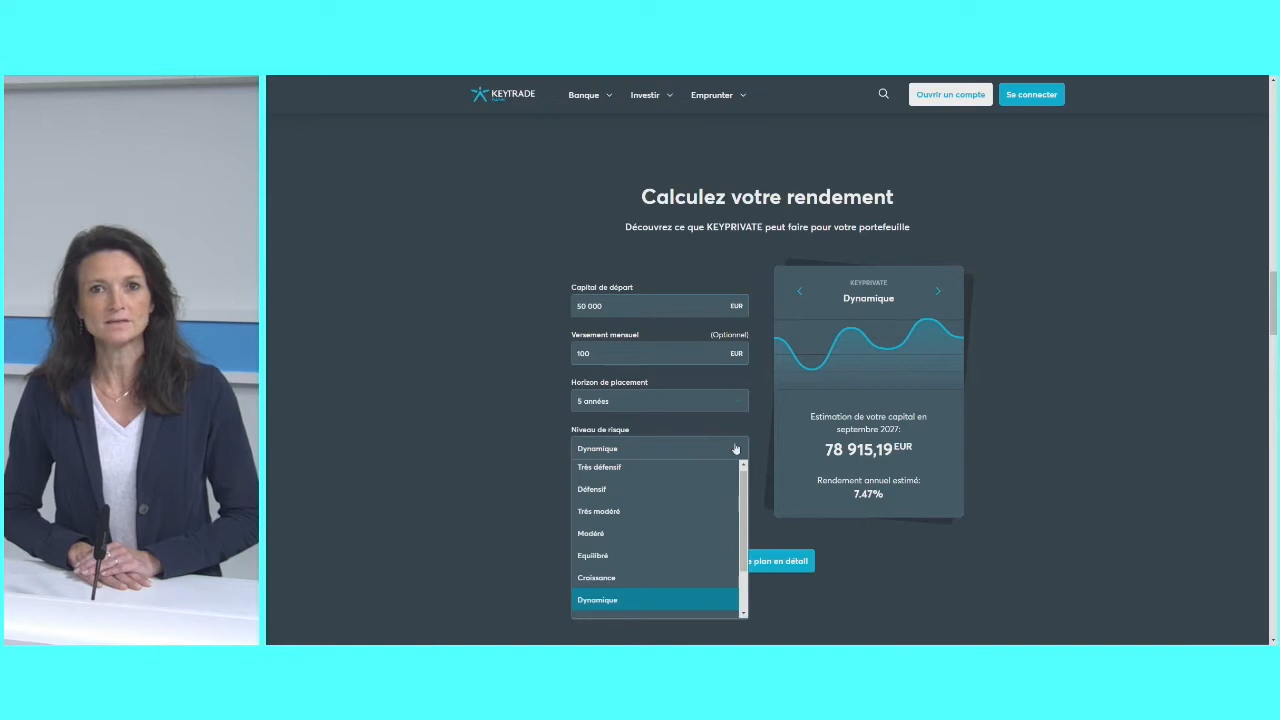 KEYTRADE
BANK
Banque
Investir
Emprunter
Ouvrir un compte
Se connecter
Calculez votre rendement
Découvrez ce que KEYPRIVATE peut faire pour votre portefeuille
Capital de départ
50 000 EUR
Versement mensuel (Optionnel)
100 EUR
Horizon de placement
5 années
Niveau de risque
Dynamique
Très défensif
Défensif
Très modéré
Modéré
Equilibré
Croissance
Dynamique
KEYPRIVATE
Dynamique
Estimation de votre capital en
septembre 2027:
78 915,19 EUR
Rendement annuel estimé:
7.47%
plan en détail